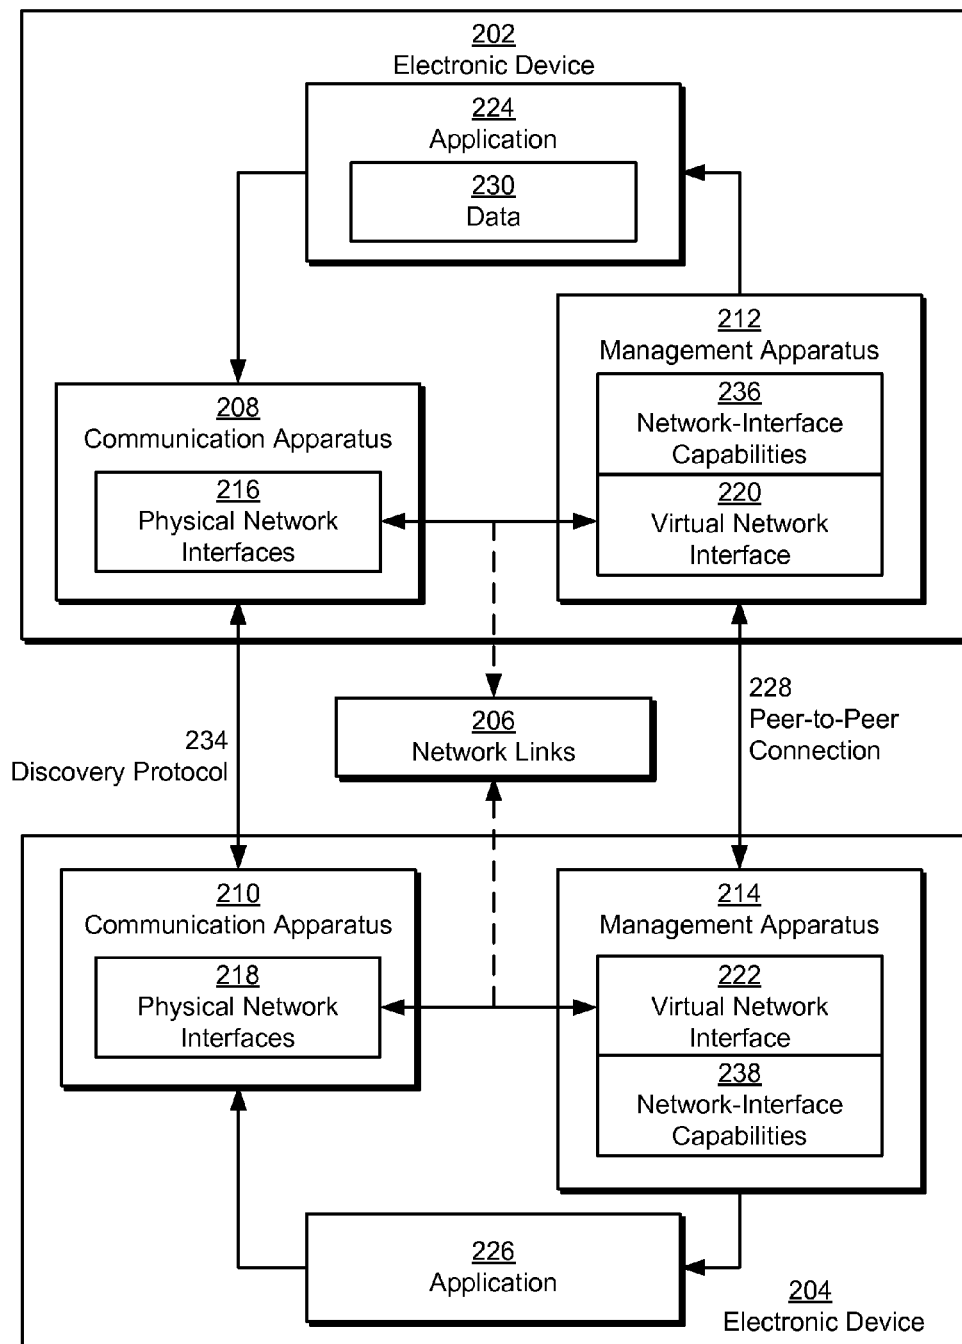 202
Electronic Device
224
Application
230
Data
212
Management Apparatus
236
Network-Interface
Capabilities
220
Virtual Network
Interface
208
Communication Apparatus
216
Physical Network
Interfaces
234
Discovery Protocol
206
Network Links
228
Peer-to-Peer
Connection
210
Communication Apparatus
218
Physical Network
Interfaces
214
Management Apparatus
222
Virtual Network
Interface
238
Network-Interface
Capabilities
226
Application
204
Electronic Device